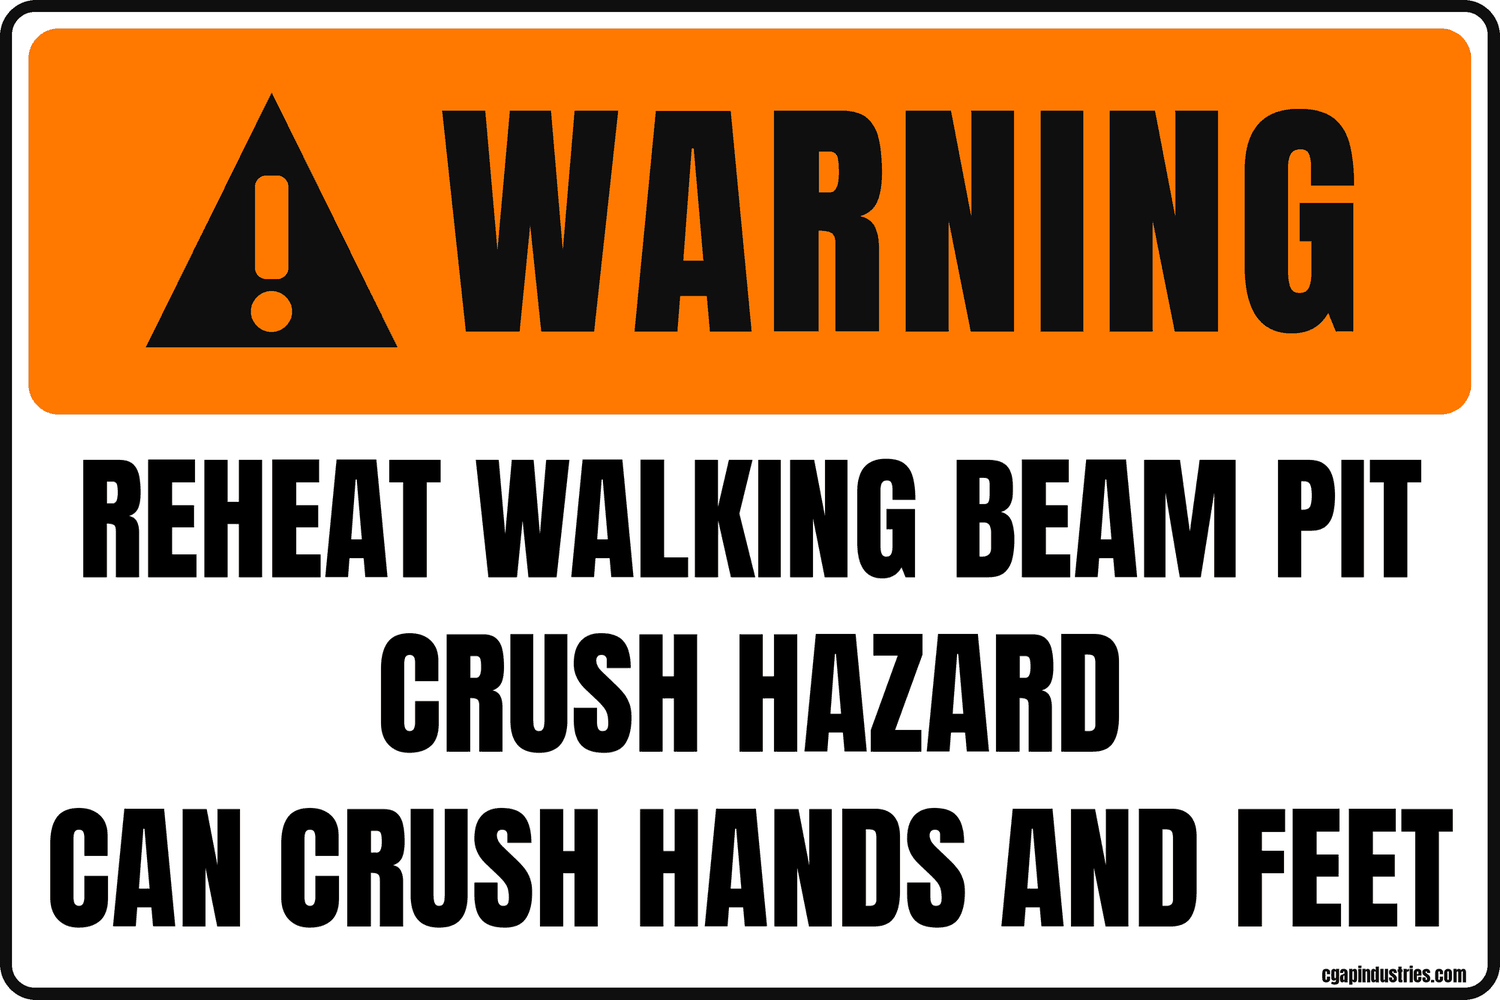 WARNING
REHEAT WALKING BEAM PIT
CRUSH HAZARD
CAN CRUSH HANDS AND FEET
cgapindustries.com